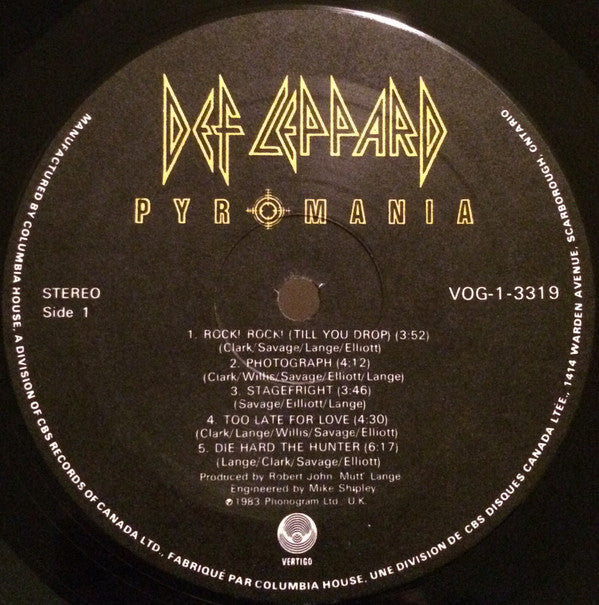 DEF LEPPARD
PYROMANIA
STEREO
Side 1
VOG-1-3319
1. ROCK! ROCK! (TILL YOU DROP) (3:52)
(Clark/Savage/Lange/Elliott)
2. PHOTOGRAPH (4:12)
(Clark/Willis/Savage/Elliott/Lange)
3. STAGEFRIGHT (3:46)
(Savage/Eilliott/Lange)
4. TOO LATE FOR LOVE (4:30)
(Clark/Lange/Willis/Savage/Elliott)
5. DIE HARD THE HUNTER (6:17)
(Lange/Clark/Savage/Elliott)
Produced by Robert John 'Mutt' Lange
Engineered by Mike Shipley
℗ 1983 Phonogram Ltd., U.K.
VERTIGO
MANUFACTURED BY COLUMBIA HOUSE, A DIVISION OF CBS RECORDS OF CANADA LTD., FABRIQUÉ PAR COLUMBIA HOUSE, UNE DIVISION DE CBS DISQUES CANADA LTÉE., 1414 WARDEN AVENUE, SCARBOROUGH, ONTARIO